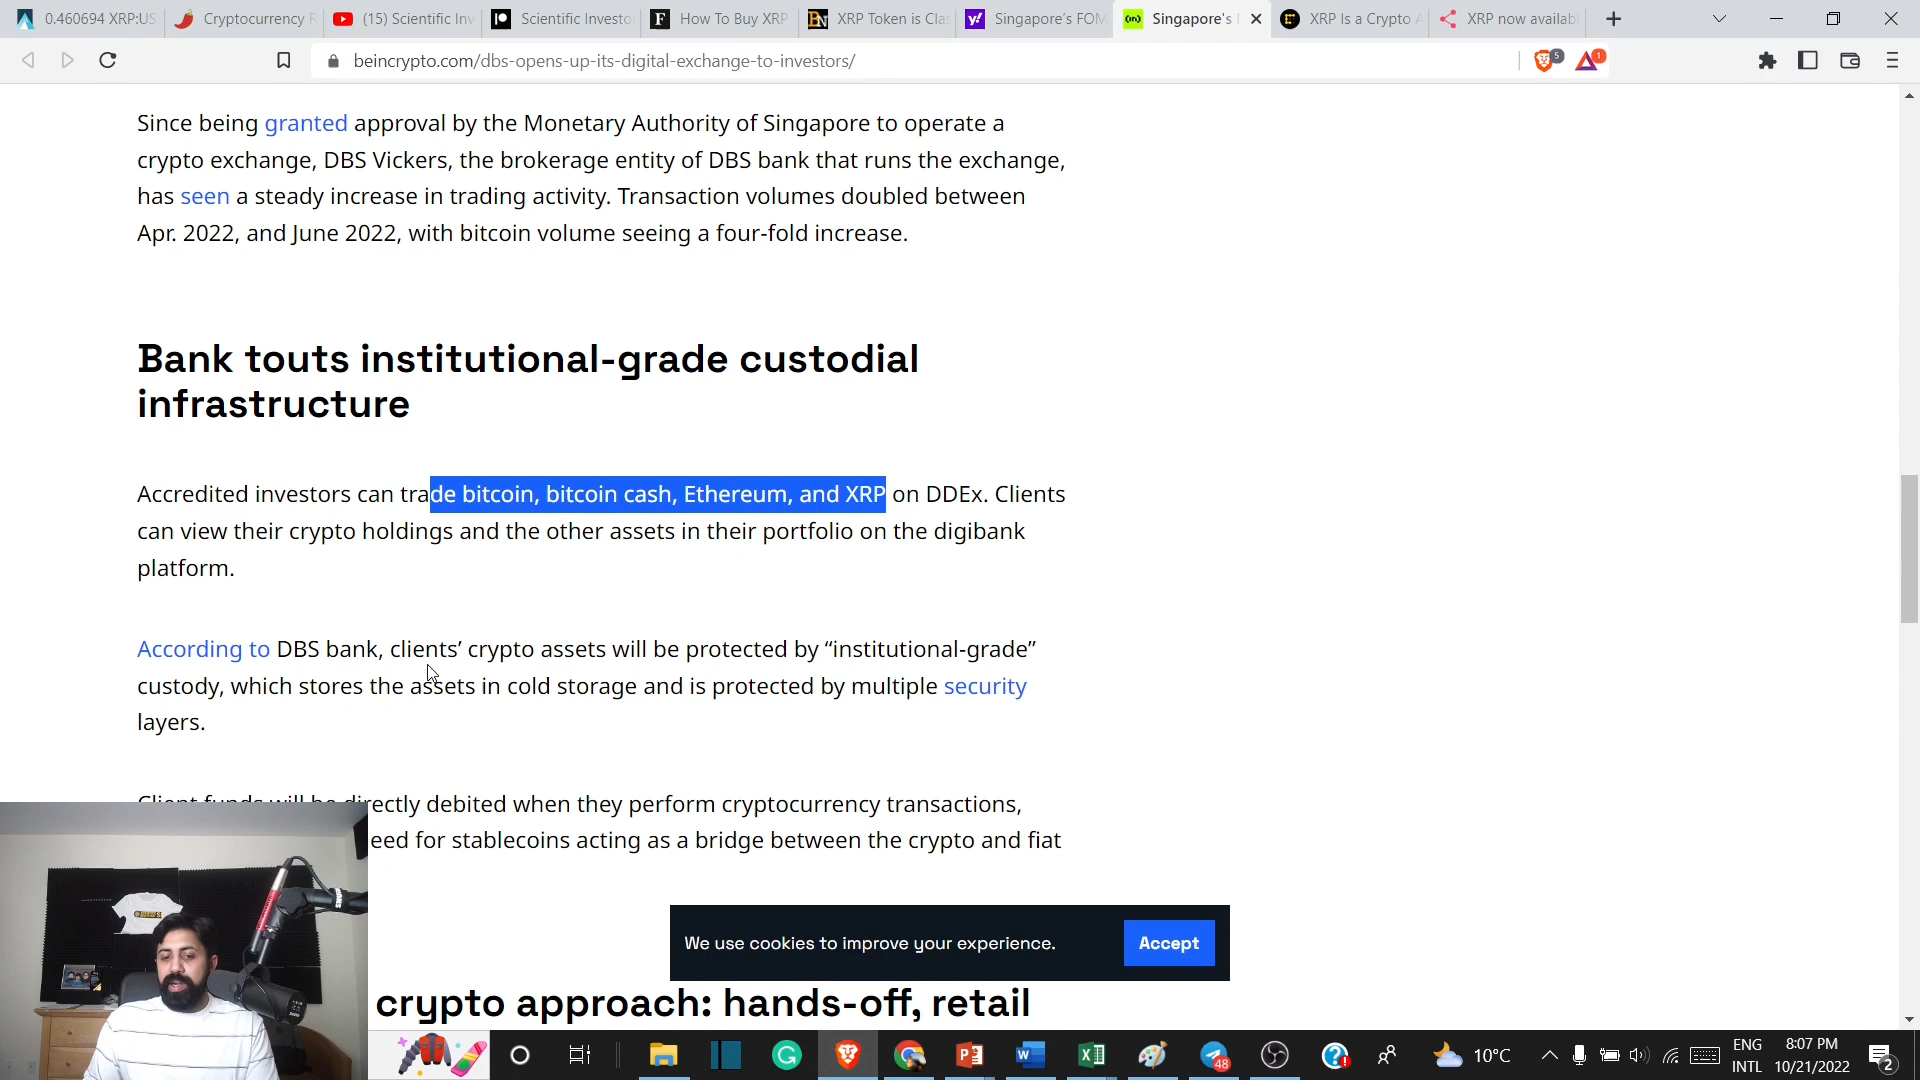 0.460694 XRP:US
Cryptocurrency
(15) Scientific Inv
Scientific Investo
How To Buy XRP
XRP Token is Cla
Singapore's FOM
Singapore's
XRP Is a Crypto A
XRP now availab
beincrypto.com/dbs-opens-up-its-digital-exchange-to-investors/
5
1
Since being granted approval by the Monetary Authority of Singapore to operate a
crypto exchange, DBS Vickers, the brokerage entity of DBS bank that runs the exchange,
has seen a steady increase in trading activity. Transaction volumes doubled between
Apr. 2022, and June 2022, with bitcoin volume seeing a four-fold increase.
Bank touts institutional-grade custodial
infrastructure
Accredited investors can trade bitcoin, bitcoin cash, Ethereum, and XRP on DDEx. Clients
can view their crypto holdings and the other assets in their portfolio on the digibank
platform.
According to DBS bank, clients’ crypto assets will be protected by “institutional-grade”
custody, which stores the assets in cold storage and is protected by multiple security
layers.
Client funds will be directly debited when they perform cryptocurrency transactions,
eed for stablecoins acting as a bridge between the crypto and fiat
We use cookies to improve your experience.
Accept
crypto approach: hands-off, retail
48
10°C
ENG
INTL
8:07 PM
10/21/2022
2